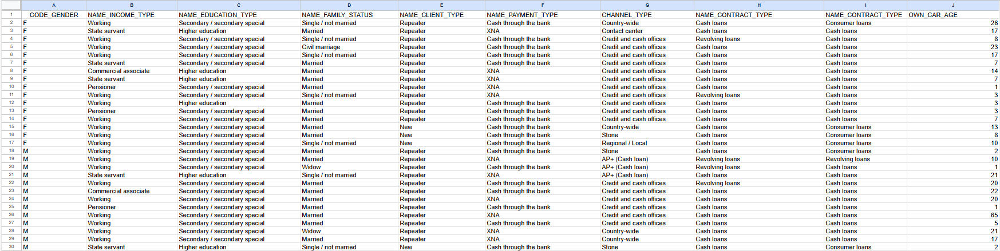 A B C D E F G H I J
1 CODE_GENDER NAME_INCOME_TYPE NAME_EDUCATION_TYPE NAME_FAMILY_STATUS NAME_CLIENT_TYPE NAME_PAYMENT_TYPE CHANNEL_TYPE NAME_CONTRACT_TYPE NAME_CONTRACT_TYPE OWN_CAR_AGE
2 F Working Secondary / secondary special Single / not married Repeater Cash through the bank Country-wide Cash loans Consumer loans 26
3 F State servant Higher education Married Repeater XNA Contact center Cash loans Cash loans 17
4 F Working Secondary / secondary special Single / not married Repeater Cash through the bank Credit and cash offices Revolving loans Cash loans 8
5 F Working Secondary / secondary special Civil marriage Repeater Cash through the bank Credit and cash offices Cash loans Cash loans 23
6 F Working Secondary / secondary special Single / not married Repeater Cash through the bank Credit and cash offices Cash loans Cash loans 17
7 F State servant Secondary / secondary special Married Repeater Cash through the bank Credit and cash offices Cash loans Cash loans 7
8 F Commercial associate Higher education Married Repeater XNA Credit and cash offices Cash loans Cash loans 14
9 F State servant Higher education Married Repeater XNA Credit and cash offices Cash loans Cash loans 7
10 F Pensioner Secondary / secondary special Married Repeater XNA Credit and cash offices Cash loans Cash loans 1
11 F Working Secondary / secondary special Single / not married Repeater XNA Credit and cash offices Revolving loans Cash loans 3
12 F Working Higher education Married Repeater Cash through the bank Credit and cash offices Cash loans Cash loans 3
13 F Pensioner Secondary / secondary special Married Repeater Cash through the bank Credit and cash offices Cash loans Cash loans 3
14 F Working Secondary / secondary special Married Repeater Cash through the bank Credit and cash offices Cash loans Cash loans 7
15 F Working Secondary / secondary special Married New Cash through the bank Country-wide Cash loans Consumer loans 13
16 F Working Secondary / secondary special Married New Cash through the bank Stone Cash loans Consumer loans 8
17 F Working Secondary / secondary special Single / not married New Cash through the bank Regional / Local Cash loans Consumer loans 10
18 M Working Secondary / secondary special Married Repeater Cash through the bank Stone Cash loans Consumer loans 2
19 M Working Secondary / secondary special Married Repeater XNA AP+ (Cash loan) Revolving loans Revolving loans 10
20 M Working Secondary / secondary special Widow Repeater Cash through the bank AP+ (Cash loan) Revolving loans Cash loans 1
21 M State servant Higher education Single / not married Repeater XNA AP+ (Cash loan) Cash loans Cash loans 21
22 M Working Secondary / secondary special Married Repeater Cash through the bank Credit and cash offices Revolving loans Cash loans 20
23 M Commercial associate Secondary / secondary special Married Repeater Cash through the bank Credit and cash offices Cash loans Cash loans 22
24 M Working Secondary / secondary special Married Repeater XNA Credit and cash offices Cash loans Cash loans 20
25 M Pensioner Secondary / secondary special Married Repeater Cash through the bank Credit and cash offices Cash loans Cash loans 1
26 M Working Secondary / secondary special Married Repeater XNA Credit and cash offices Cash loans Cash loans 65
27 M Working Secondary / secondary special Married Repeater Cash through the bank Credit and cash offices Cash loans Cash loans 5
28 M Working Secondary / secondary special Widow Repeater XNA Country-wide Cash loans Cash loans 21
29 M Working Secondary / secondary special Married Repeater XNA Country-wide Cash loans Cash loans 17
30 M State servant Higher education Single / not married New Cash through the bank Stone Cash loans Consumer loans 2